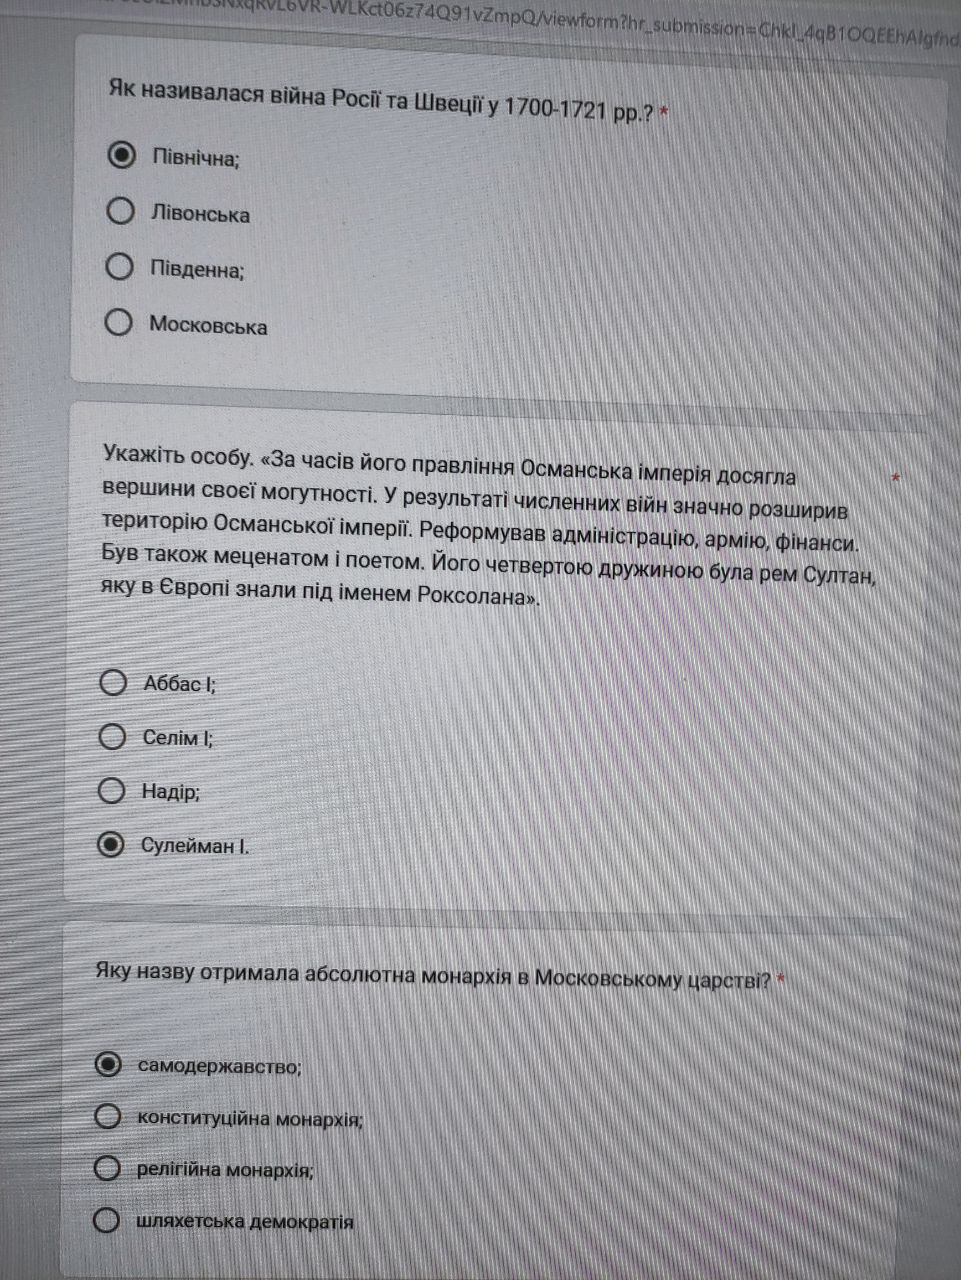 WLKct06z74Q91vZmpQ/viewform?hr_submission=ChkI_4qB1OQEEhAIgfnd
Як називалася війна Росії та Швеції у 1700-1721 рр.? *
Північна;
Лівонська
Південна;
Московська
Укажіть особу. «За часів його правління Османська імперія досягла *
вершини своєї могутності. У результаті численних війн значно розширив
територію Османської імперії. Реформував адміністрацію, армію, фінанси.
Був також меценатом і поетом. Його четвертою дружиною була рем Султан,
яку в Європі знали під іменем Роксолана».
Аббас І;
Селім І;
Надір;
Сулейман І.
Яку назву отримала абсолютна монархія в Московському царстві? *
самодержавство;
конституційна монархія;
релігійна монархія;
шляхетська демократія